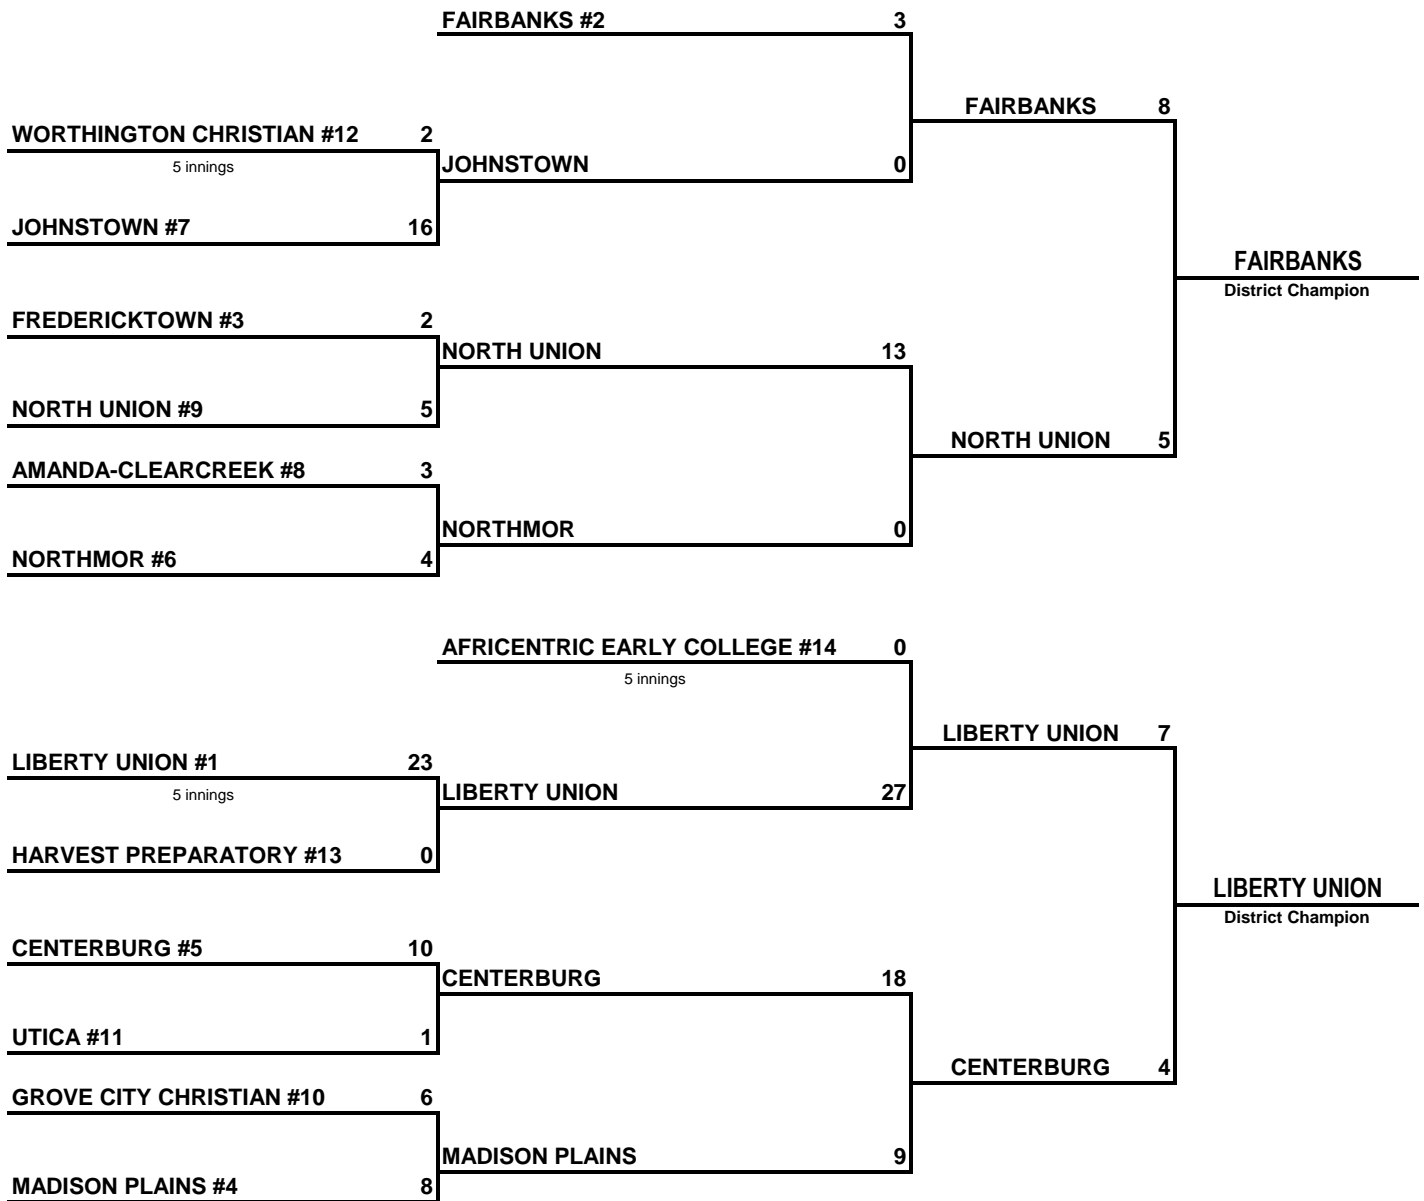 FAIRBANKS #2 3
FAIRBANKS 8
WORTHINGTON CHRISTIAN #12 2
5 innings
JOHNSTOWN 0
JOHNSTOWN #7 16
FAIRBANKS
District Champion
FREDERICKTOWN #3 2
NORTH UNION 13
NORTH UNION #9 5
NORTH UNION 5
AMANDA-CLEARCREEK #8 3
NORTHMOR 0
NORTHMOR #6 4
AFRICENTRIC EARLY COLLEGE #14 0
5 innings
LIBERTY UNION 7
LIBERTY UNION #1 23
5 innings
LIBERTY UNION 27
HARVEST PREPARATORY #13 0
LIBERTY UNION
District Champion
CENTERBURG #5 10
CENTERBURG 18
UTICA #11 1
CENTERBURG 4
GROVE CITY CHRISTIAN #10 6
MADISON PLAINS 9
MADISON PLAINS #4 8